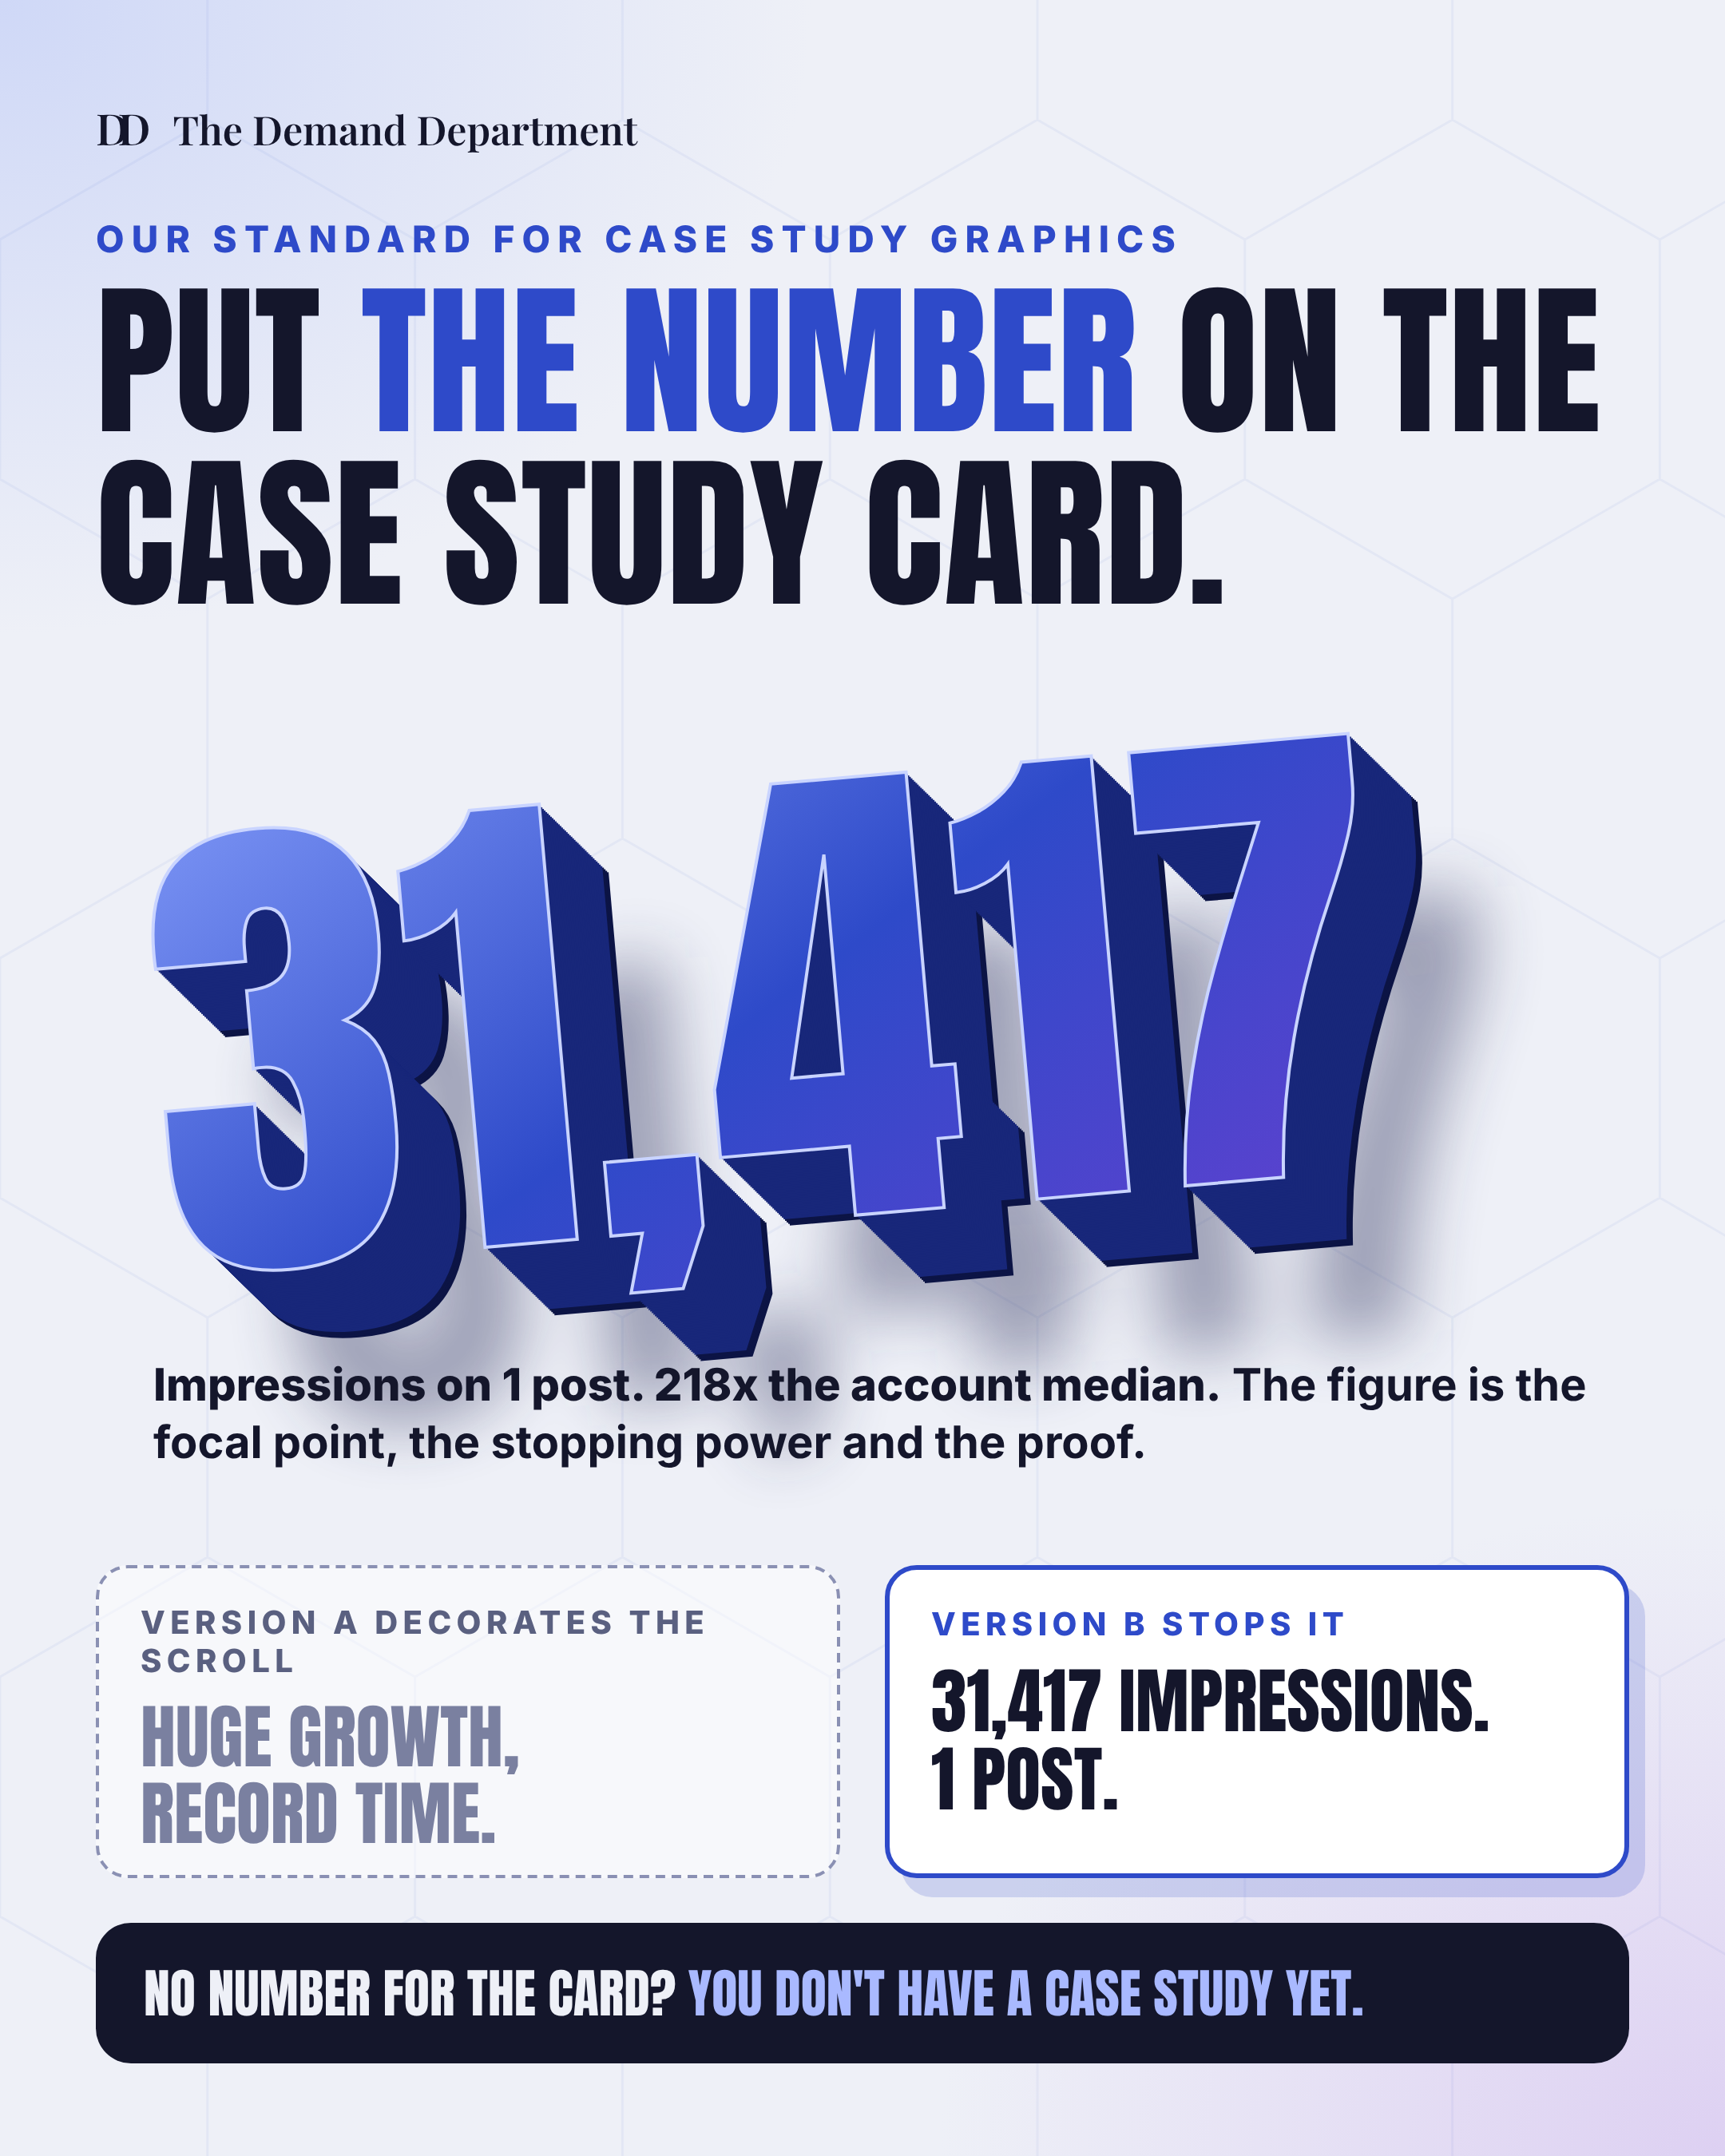 DD The Demand Department
OUR STANDARD FOR CASE STUDY GRAPHICS
PUT THE NUMBER ON THE
CASE STUDY CARD.
31,417
Impressions on 1 post. 218x the account median. The figure is the
focal point, the stopping power and the proof.
VERSION A DECORATES THE
SCROLL
HUGE GROWTH,
RECORD TIME.
VERSION B STOPS IT
31,417 IMPRESSIONS.
1 POST.
NO NUMBER FOR THE CARD? YOU DON'T HAVE A CASE STUDY YET.